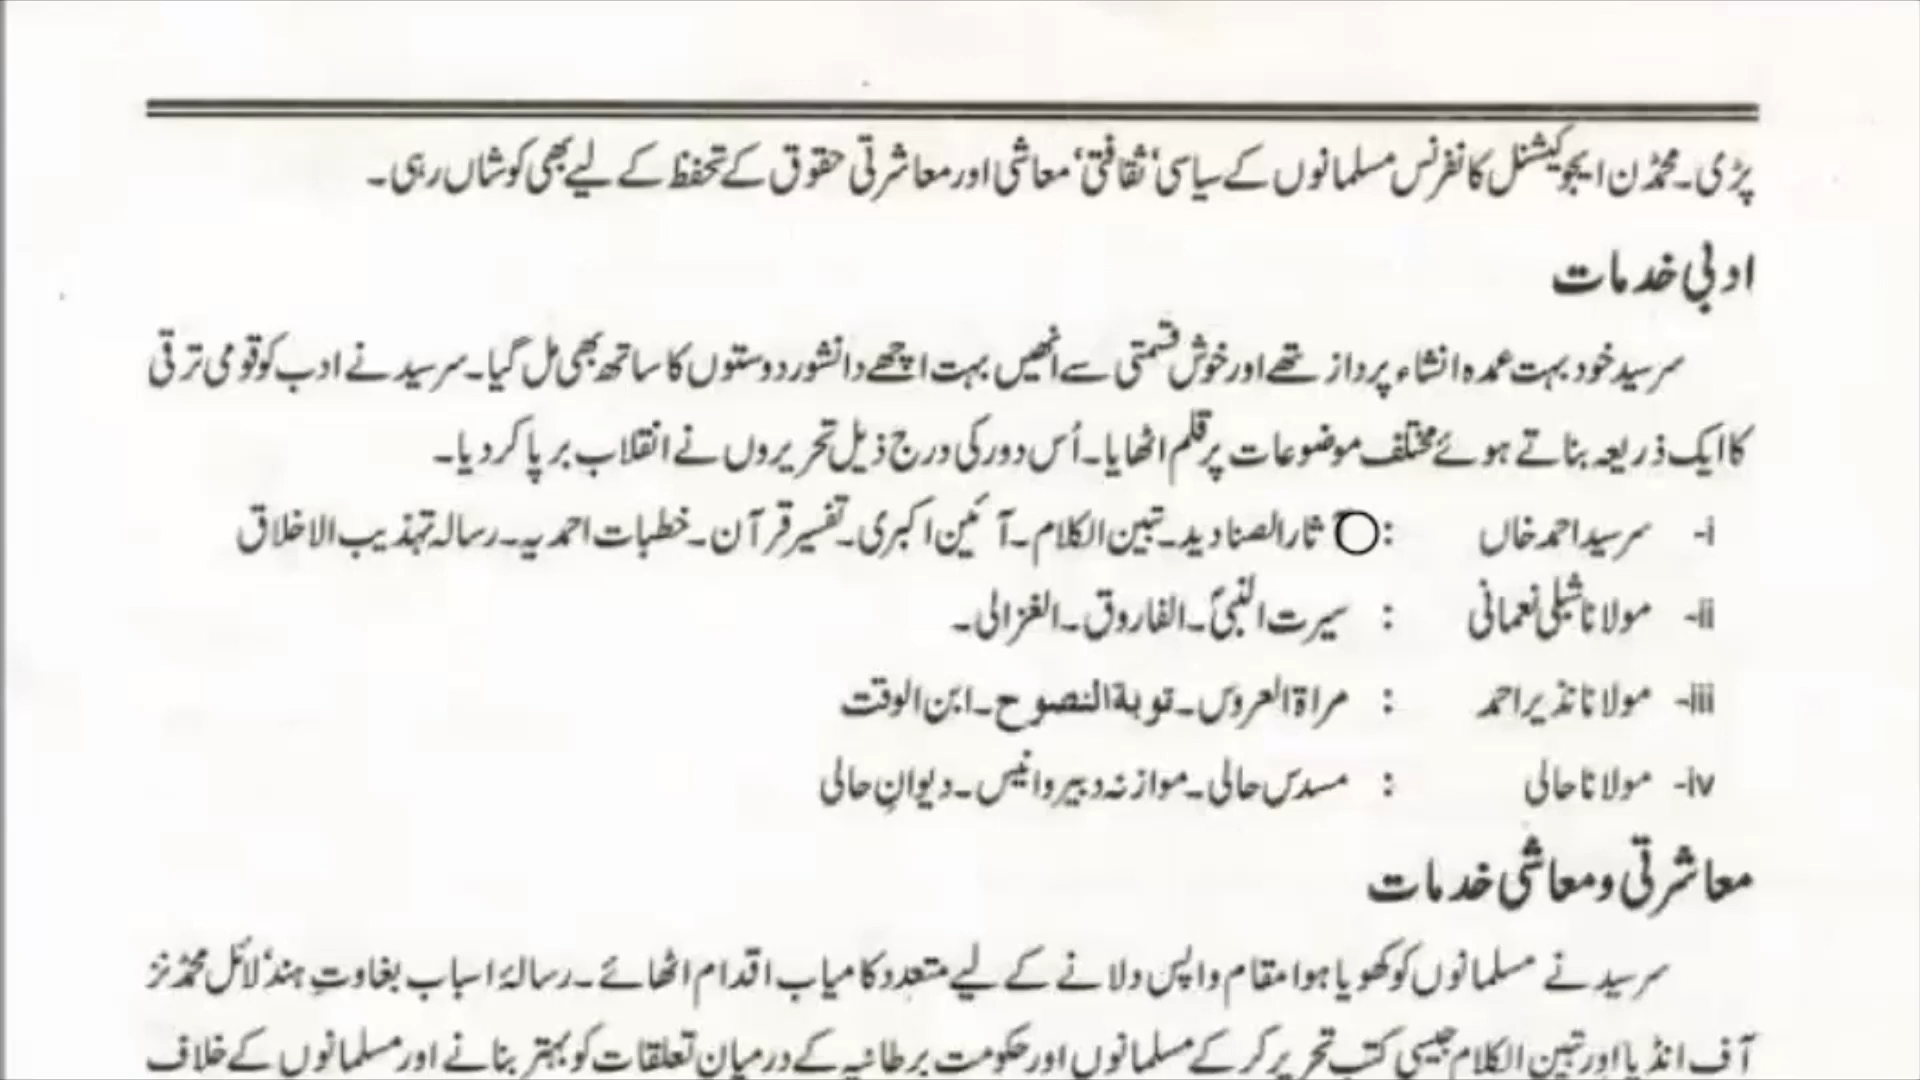 پڑی۔ محمڈن ایجوکیشنل کانفرنس مسلمانوں کے سیاسی‘ ثقافتی‘ معاشی اور معاشرتی حقوق کے تحفظ کے لیے بھی کوشاں رہی۔
ادبی خدمات
سرسید خود بہت عمدہ انشاء پرداز تھے اور خوش قسمتی سے انھیں بہت اچھے دانشور دوستوں کا ساتھ بھی مل گیا۔ سرسید نے ادب کو قومی ترقی
کا ایک ذریعہ بناتے ہوئے مختلف موضوعات پر قلم اٹھایا۔ اُس دور کی درج ذیل تحریروں نے انقلاب برپا کر دیا۔
i- سرسید احمد خاں : آثار الصنادید۔ تبین الکلام۔ آئین اکبری۔ تفسیر قرآن۔ خطبات احمدیہ۔ رسالہ تہذیب الاخلاق
ii- مولانا شبلی نعمانی : سیرت النبیؐ۔ الفاروق۔ الغزالی۔
iii- مولانا نذیر احمد : مراۃ العروس۔ توبۃ النصوح۔ ابن الوقت
iv- مولانا حالی : مسدس حالی۔ موازنہ دبیر و انیس۔ دیوانِ حالی
معاشرتی و معاشی خدمات
سرسید نے مسلمانوں کو کھویا ہوا مقام واپس دلانے کے لیے متعدد کامیاب اقدام اٹھائے۔ رسالۂ اسباب بغاوتِ ہند‘ لائل محمڈنز
آف انڈیا اور تبین الکلام جیسی کتب تحریر کر کے مسلمانوں اور حکومت برطانیہ کے درمیان تعلقات کو بہتر بنانے اور مسلمانوں کے خلاف